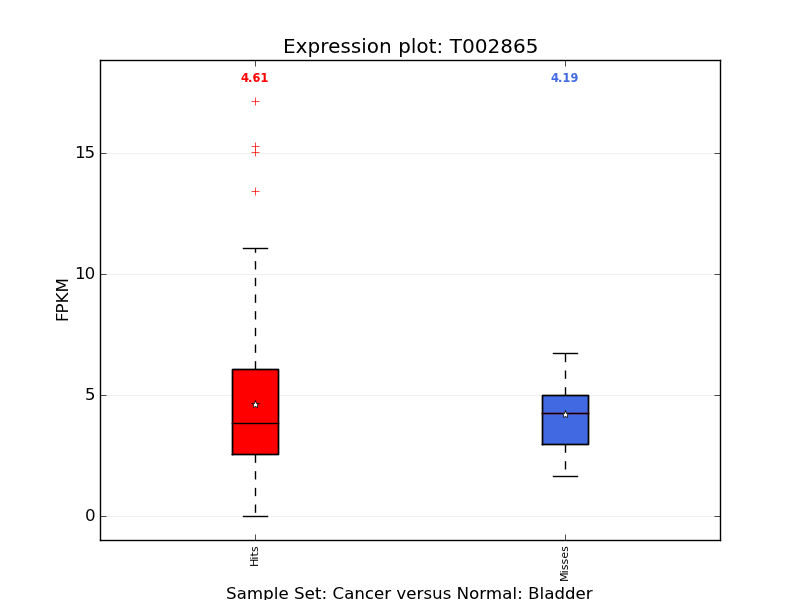 Expression plot: T002865
4.61
4.19
15
10
5
0
FPKM
Hits
Misses
Sample Set: Cancer versus Normal: Bladder